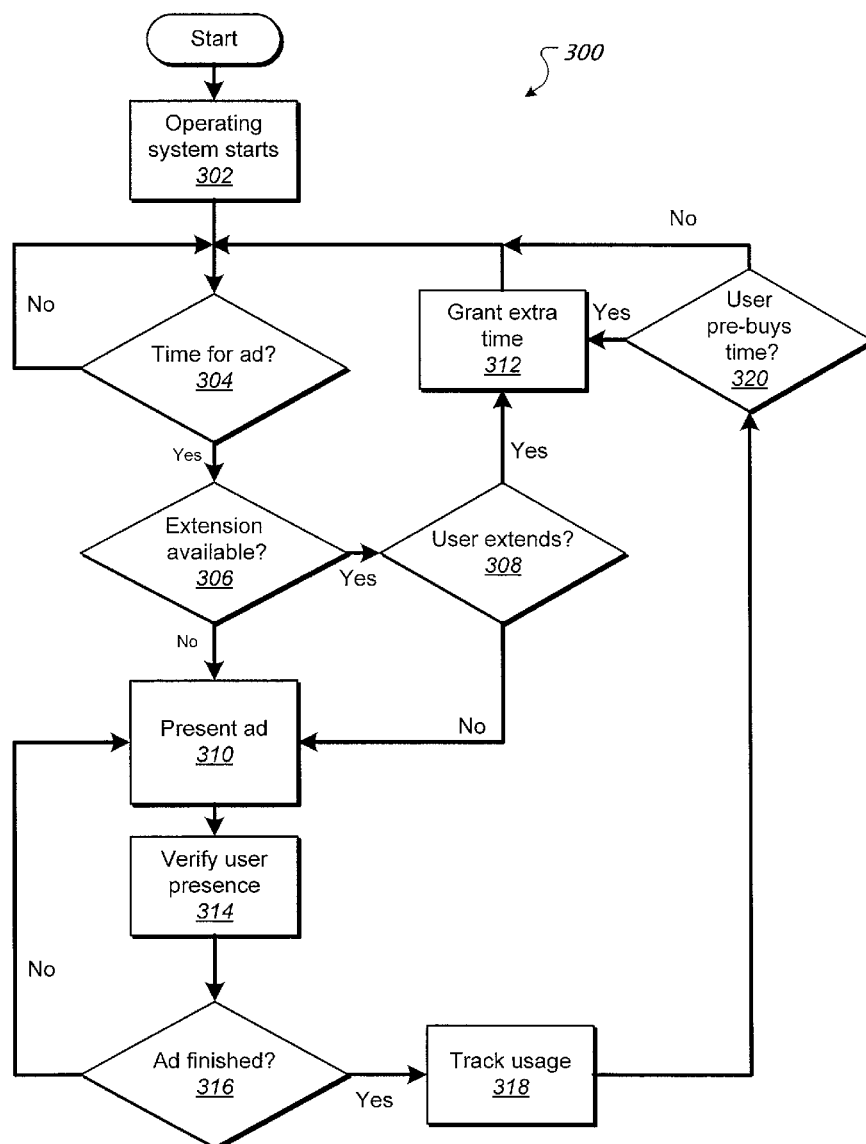 Start
300
Operating
system starts
302
No
No
Time for ad?
304
Grant extra
time
312
Yes
User
pre-buys
time?
320
Yes
Yes
Extension
available?
306
Yes
User extends?
308
No
No
Present ad
310
Verify user
presence
314
No
Ad finished?
316
Yes
Track usage
318